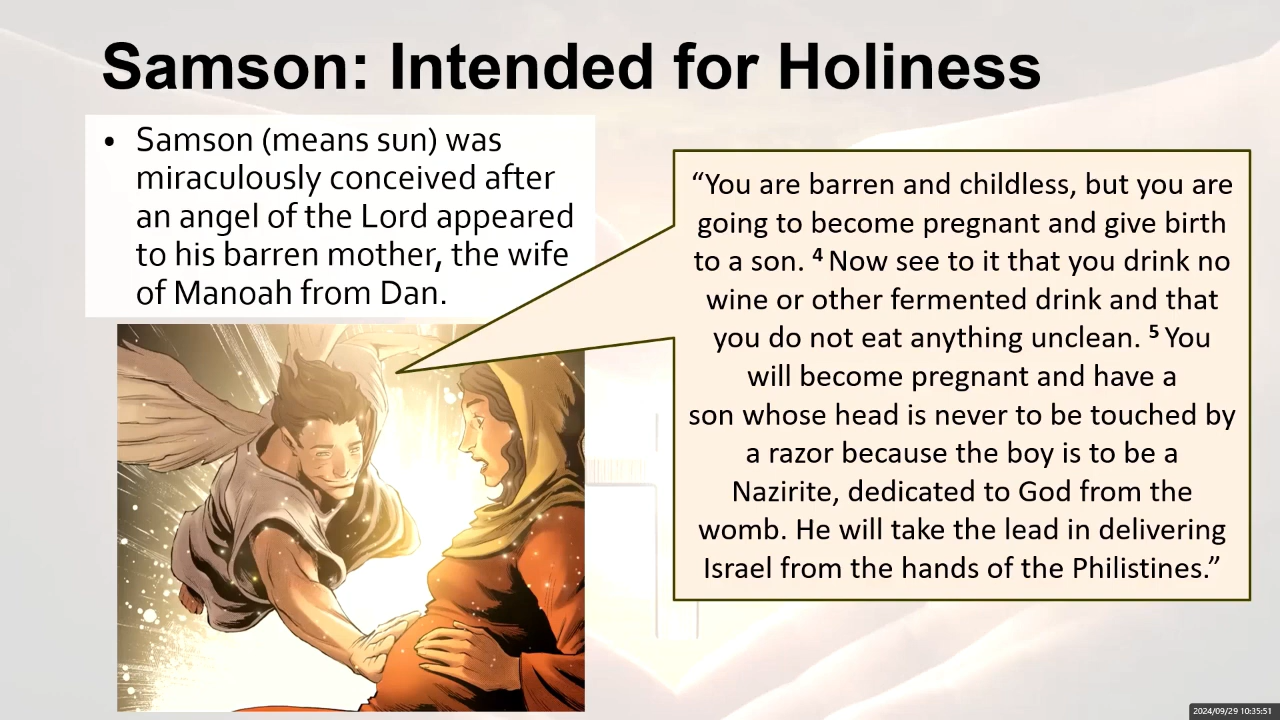 Samson: Intended for Holiness
• Samson (means sun) was
miraculously conceived after
an angel of the Lord appeared
to his barren mother, the wife
of Manoah from Dan.
“You are barren and childless, but you are
going to become pregnant and give birth
to a son. ⁴ Now see to it that you drink no
wine or other fermented drink and that
you do not eat anything unclean. ⁵ You
will become pregnant and have a
son whose head is never to be touched by
a razor because the boy is to be a
Nazirite, dedicated to God from the
womb. He will take the lead in delivering
Israel from the hands of the Philistines.”
2024/09/29 10:35:51